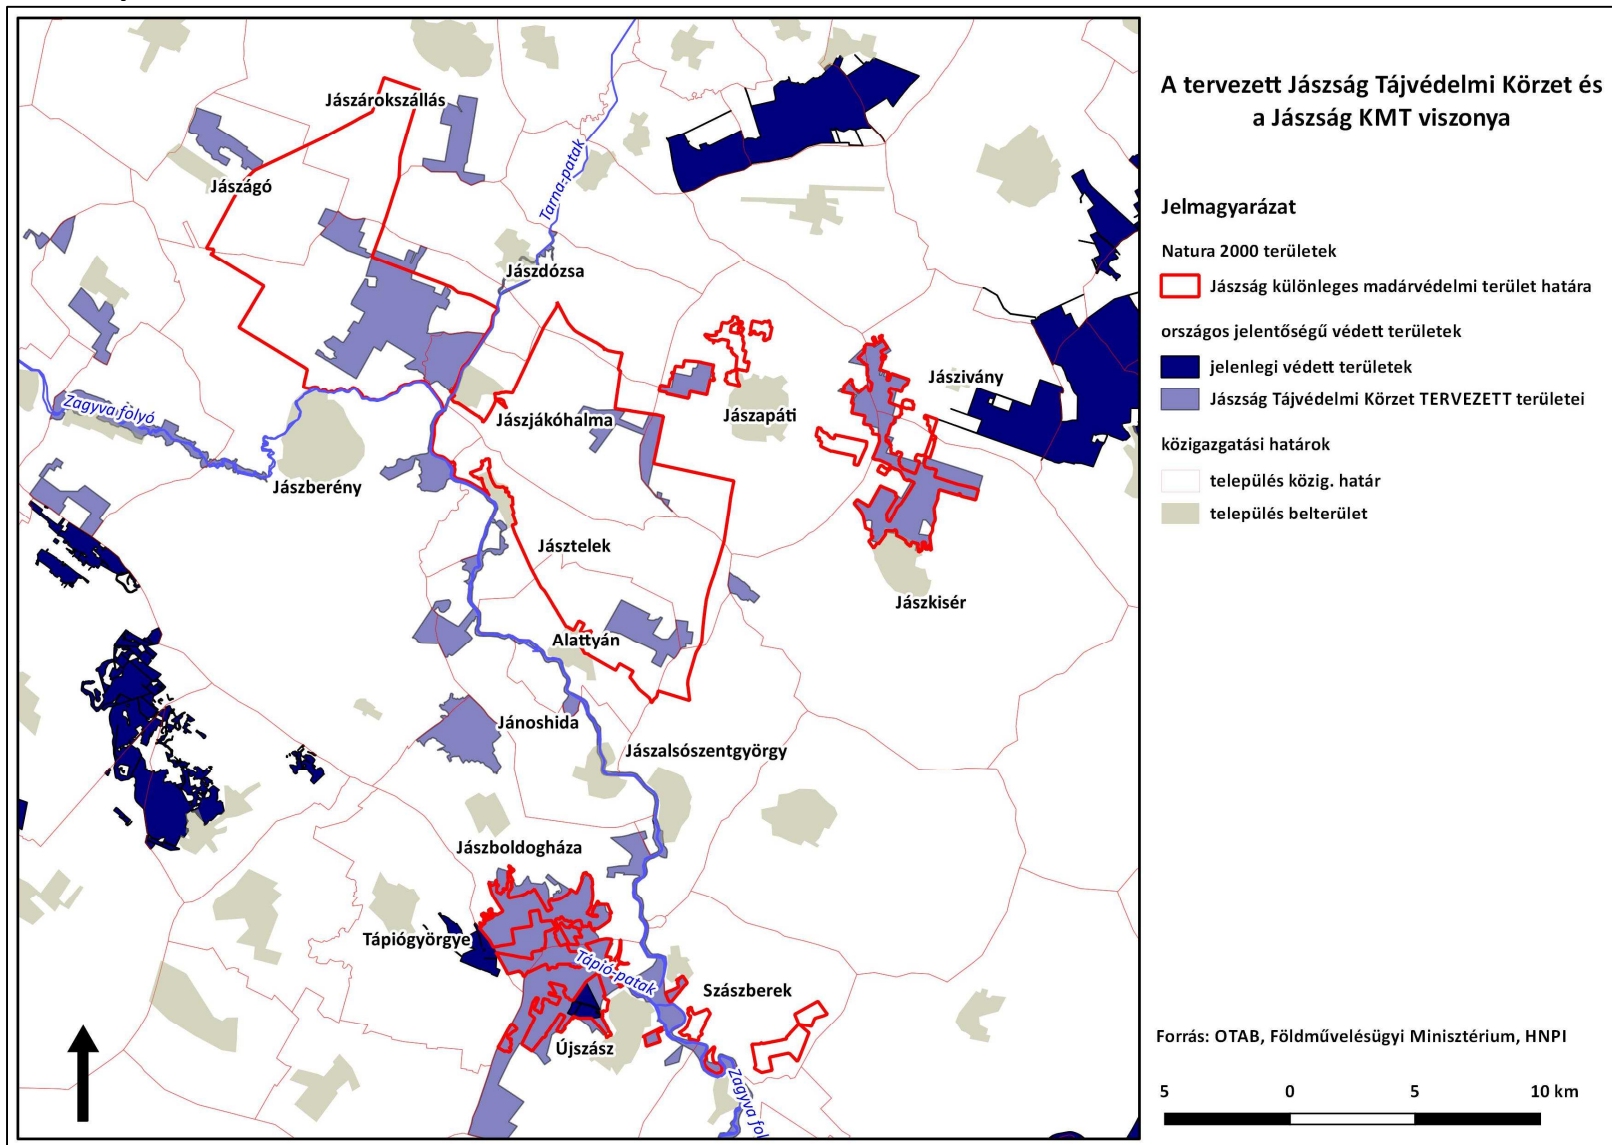 A tervezett Jászság Tájvédelmi Körzet és
a Jászság KMT viszonya
Jelmagyarázat
Natura 2000 területek
Jászság különleges madárvédelmi terület határa
országos jelentőségű védett területek
jelenlegi védett területek
Jászság Tájvédelmi Körzet TERVEZETT területei
közigazgatási határok
település közig. határ
település belterület
Forrás: OTAB, Földművelésügyi Minisztérium, HNPI
5 0 5 10 km
Jászárokszállás
Jászágó
Tarna-patak
Jászdózsa
Zagyva folyó
Jászjákóhalma
Jászapáti
Jászivány
Jászberény
Jásztelek
Jászkisér
Alattyán
Jánoshida
Jászalsószentgyörgy
Jászboldogháza
Tápiógyörgye
Tápió-patak
Szászberek
Újszász
Zagyva fol